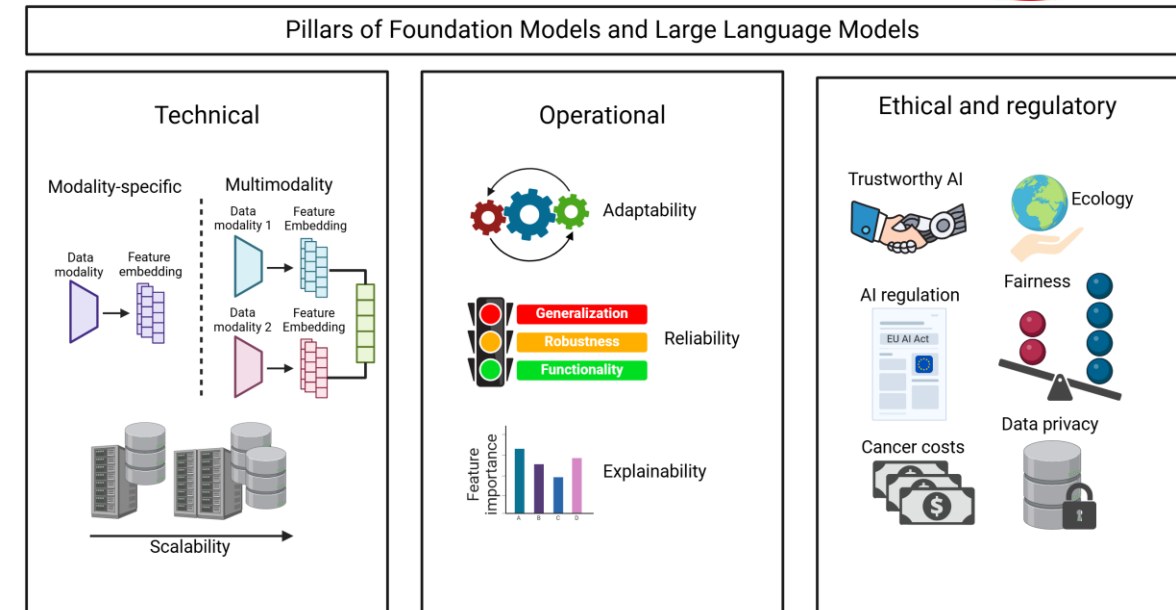 Pillars of Foundation Models and Large Language Models
Technical
Modality-specific
Multimodality
Data
modality
Feature
embedding
Data
modality 1
Feature
Embedding
Data
modality 2
Feature
Embedding
Scalability
Operational
Adaptability
Generalization
Robustness
Functionality
Reliability
Feature
importance
A
B
C
D
Explainability
Ethical and regulatory
Trustworthy AI
Ecology
AI regulation
EU AI Act
Fairness
Cancer costs
$
Data privacy